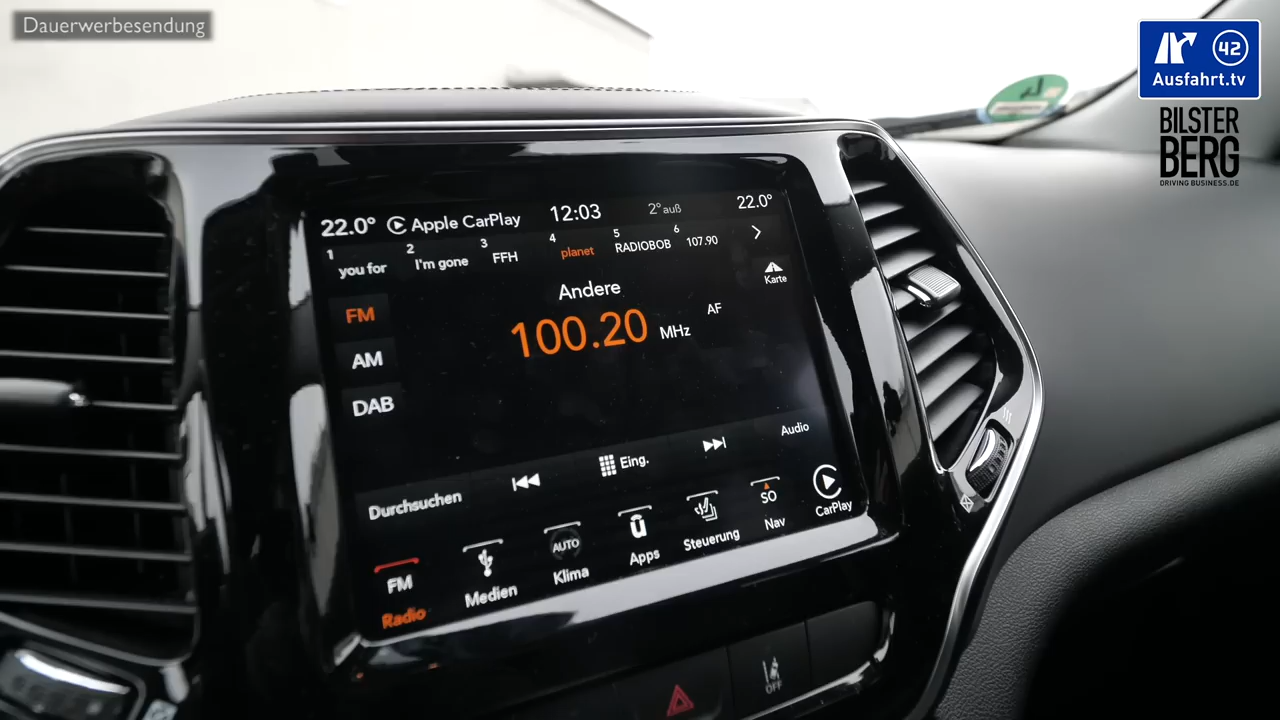 Dauerwerbesendung
42
Ausfahrt.tv
BILSTER
BERG
DRIVING BUSINESS.DE
22.0° Apple CarPlay 12:03 2° auß 22.0°
1 you for 2 I'm gone 3 FFH 4 planet 5 RADIOBOB 6 107.90
Karte
Andere
FM
100.20 MHz AF
AM
DAB
Durchsuchen Eing. Audio
FM AUTO SO
Radio Medien Klima Apps Steuerung Nav CarPlay
OFF